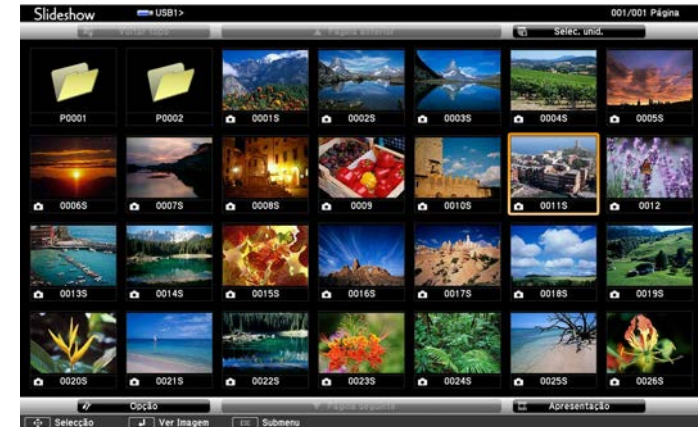 Slideshow USB1> 001/001 Página
Voltar topo Página anterior Selec. unid.
P0001 P0002 0001S 0002S 0003S 0004S 0005S
0006S 0007S 0008S 0009 0010S 0011S 0012
0013S 0014S 0015S 0016S 0017S 0018S 0019S
0020S 0021S 0022S 0023S 0024S 0025S 0026S
Opção Página seguinte Apresentação
Selecção Ver Imagem Submenu